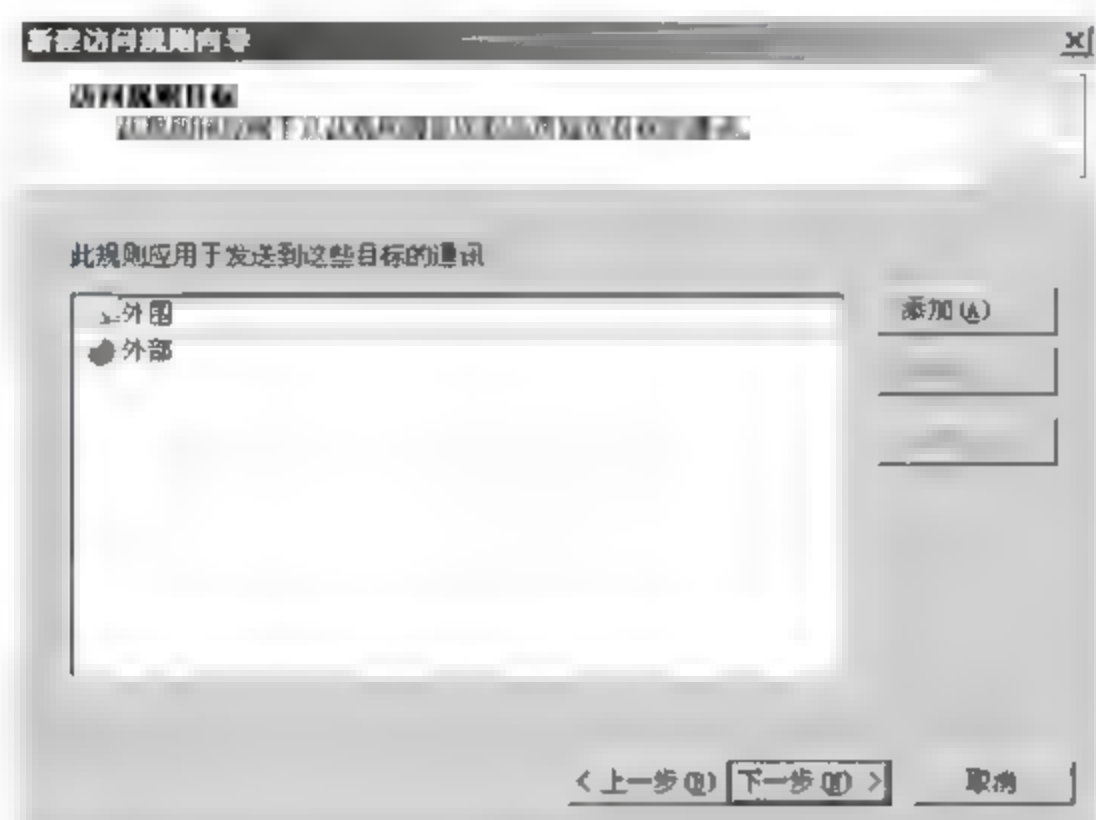 新建访问规则向导
访问规则目标
此规则应用于发送到这些目标的通讯
外围
外部
添加(A)
< 上一步(B)
下一步(N) >
取消